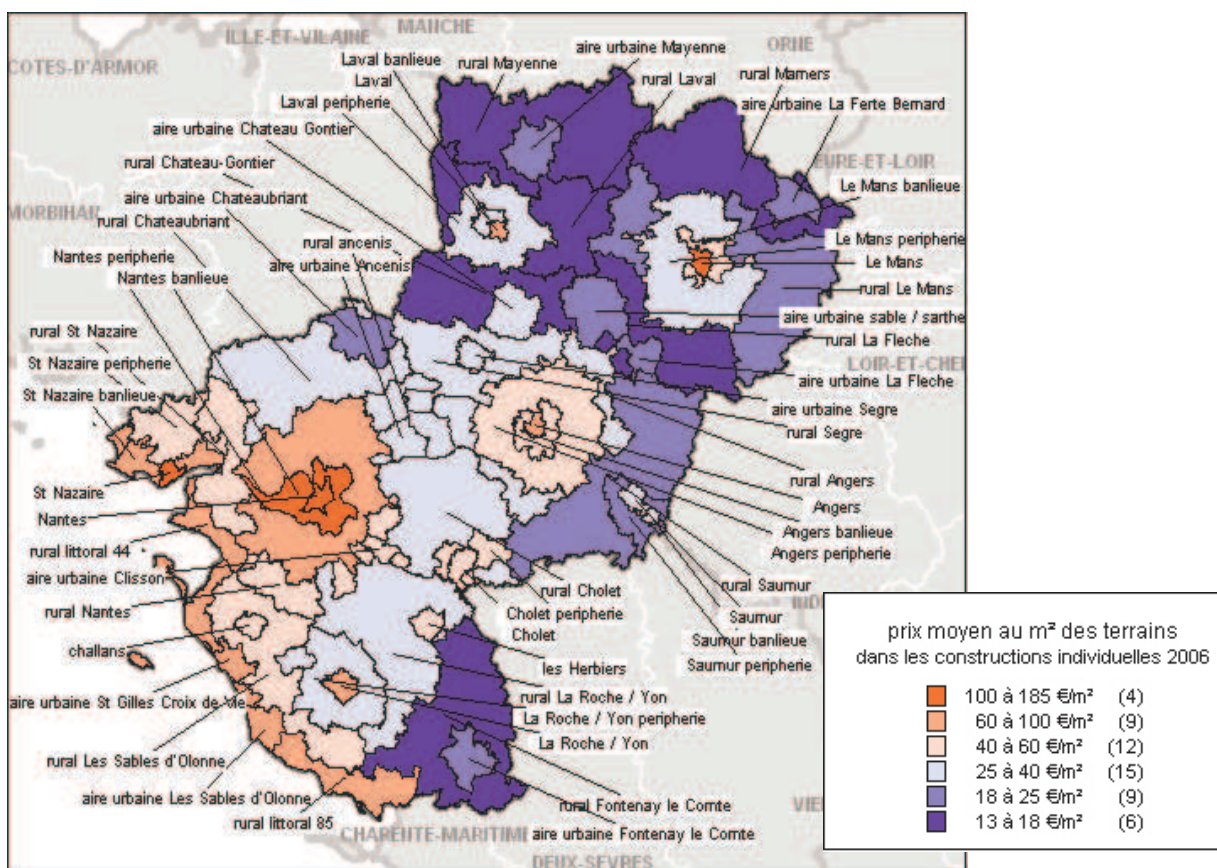 MANCHE
ILLE-ET-VILAINE
ORNE
COTES-D'ARMOR
aire urbaine Mayenne
Laval banlieue
rural Mayenne
rural Laval
Laval
rural Mamers
Laval peripherie
aire urbaine La Ferte Bernard
aire urbaine Chateau Gontier
rural Chateau-Gontier
EURE-ET-LOIR
Le Mans banlieue
aire urbaine Chateaubriant
MORBIHAN
rural Chateaubriant
rural ancenis
Le Mans peripherie
Nantes peripherie
aire urbaine Ancenis
Le Mans
Nantes banlieue
rural Le Mans
aire urbaine sable / sarthe
rural St Nazaire
rural La Fleche
St Nazaire peripherie
LOIR-ET-CHER
aire urbaine La Fleche
St Nazaire banlieue
aire urbaine Segre
rural Segre
rural Angers
St Nazaire
Angers
Nantes
Angers banlieue
rural littoral 44
Angers peripherie
aire urbaine Clisson
rural Saumur
rural Cholet
rural Nantes
Cholet peripherie
Saumur
Cholet
Saumur banlieue
challans
les Herbiers
Saumur peripherie
aire urbaine St Gilles Croix de Vie
rural La Roche / Yon
La Roche / Yon peripherie
La Roche / Yon
rural Les Sables d'Olonne
aire urbaine Les Sables d'Olonne
rural Fontenay le Comte
rural littoral 85
aire urbaine Fontenay le Comte
CHARENTE-MARITIME
DEUX-SEVRES
prix moyen au m² des terrains
dans les constructions individuelles 2006
100 à 185 €/m² (4)
60 à 100 €/m² (9)
40 à 60 €/m² (12)
25 à 40 €/m² (15)
18 à 25 €/m² (9)
13 à 18 €/m² (6)